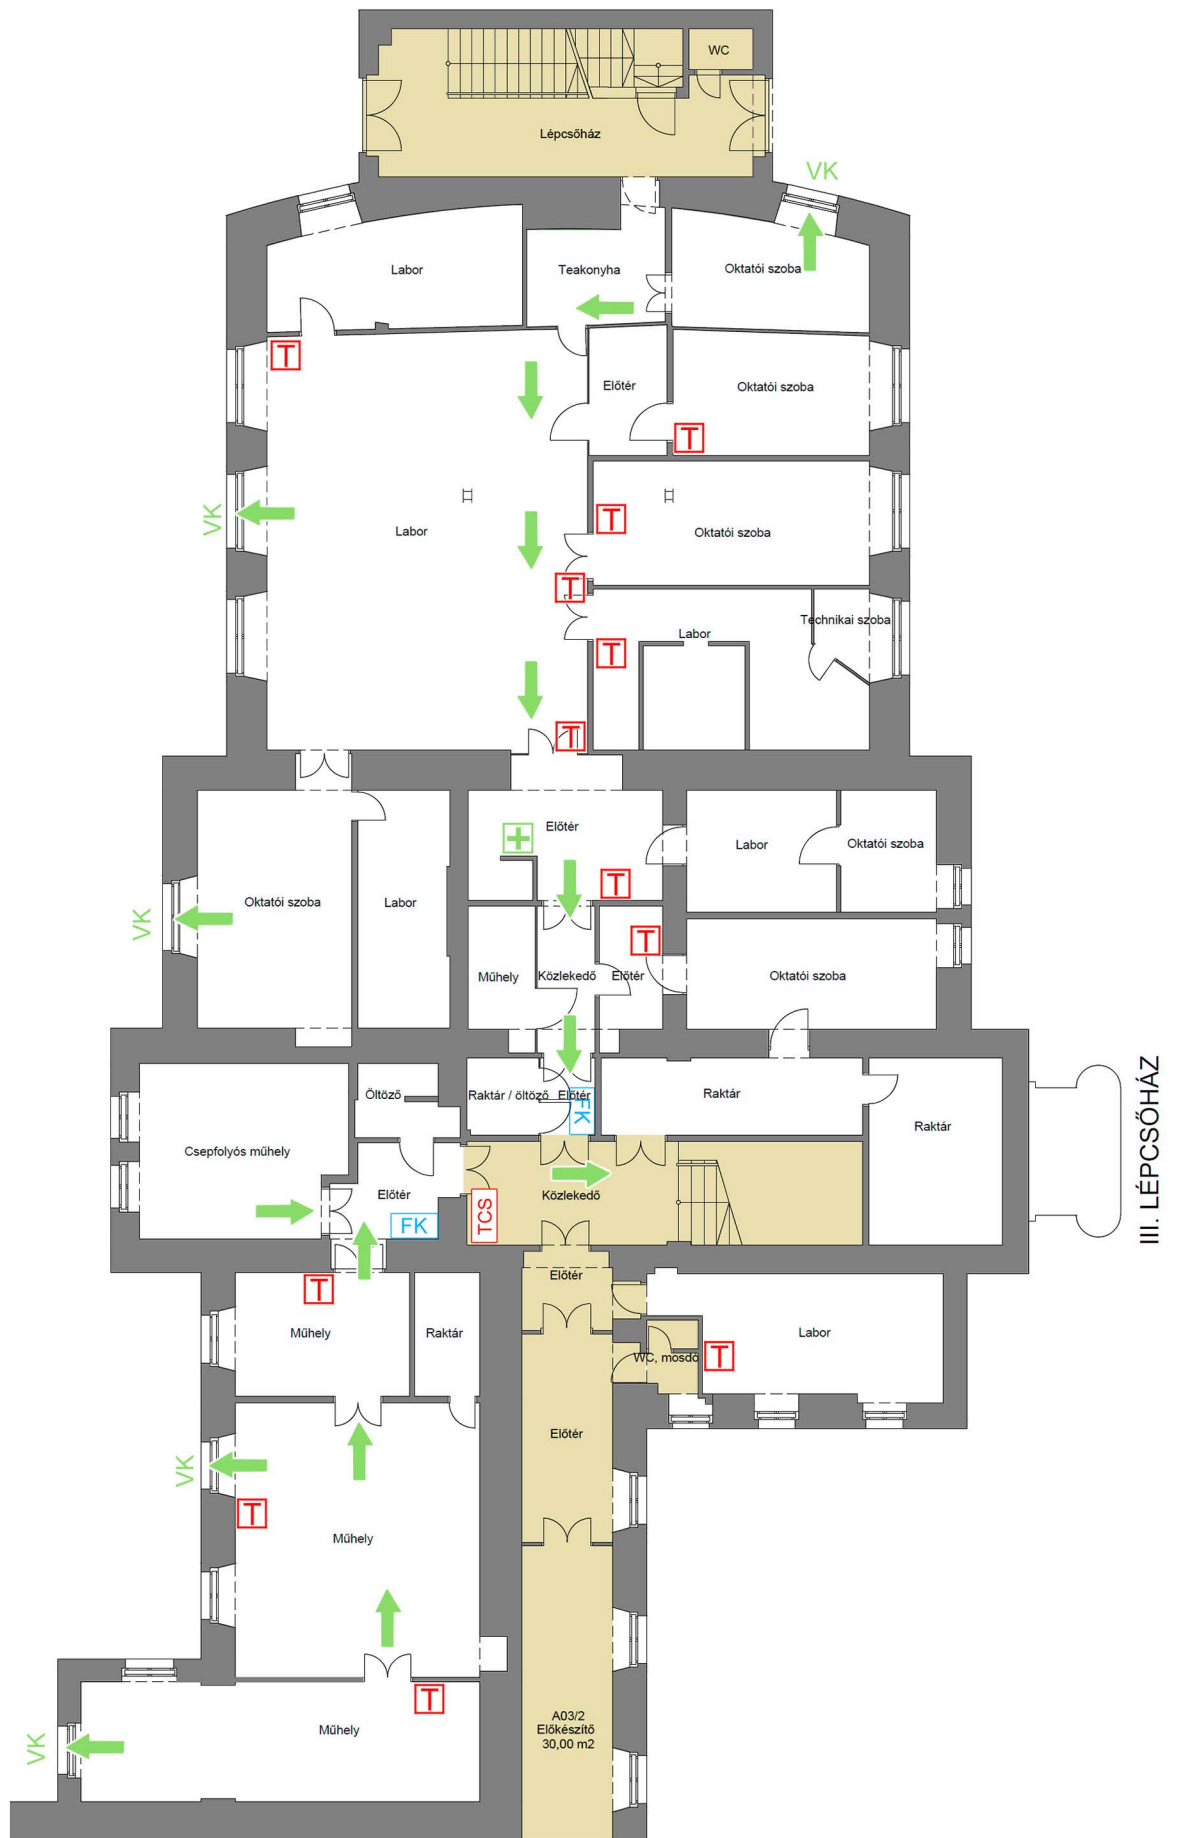 WC
Lépcsőház
VK
Labor
Teakonyha
Oktatói szoba
T
Előtér
Oktatói szoba
T
VK
Labor
T
Oktatói szoba
T
T
Labor
Technikai szoba
T
Előtér
Labor
Oktatói szoba
VK
Oktatói szoba
Labor
T
T
Műhely
Közlekedő
Előtér
Oktatói szoba
Öltöző
Raktár / öltöző
Előtér
FK
Raktár
Raktár
III. LÉPCSŐHÁZ
Csepfolyós műhely
Előtér
FK
TCS
Közlekedő
T
Műhely
Raktár
Előtér
Labor
WC, mosdó
T
VK
T
Előtér
Műhely
T
VK
Műhely
A03/2
Előkészítő
30,00 m2